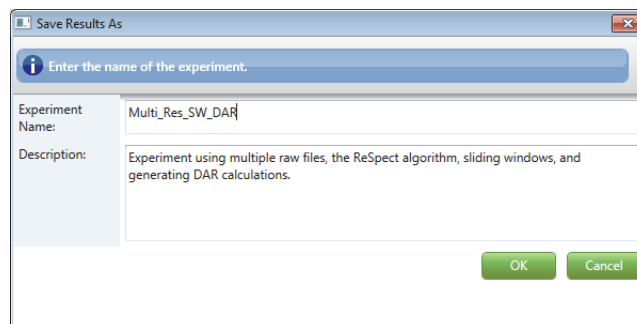 Save Results As
Enter the name of the experiment.
Experiment
Name:
Multi_Res_SW_DAR
Description:
Experiment using multiple raw files, the ReSpect algorithm, sliding windows, and
generating DAR calculations.
OK
Cancel